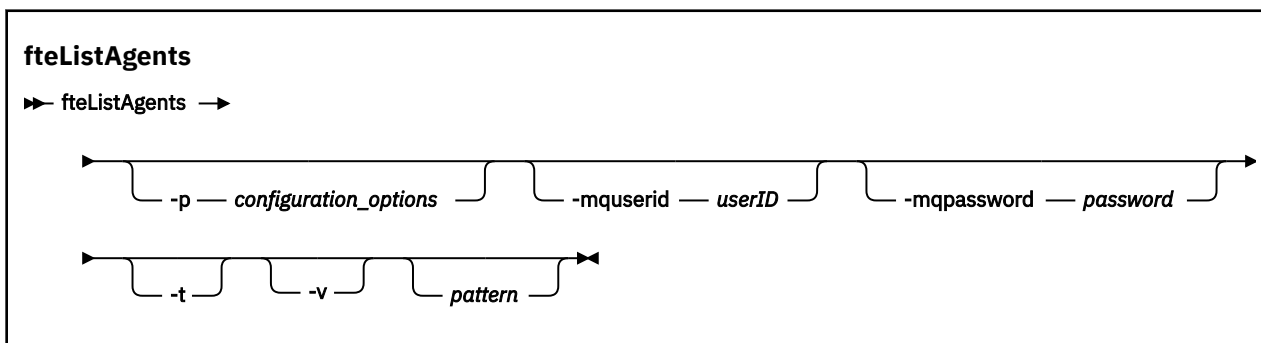 fteListAgents
fteListAgents
-p configuration_options -mquserid userID -mqpassword password
-t -v pattern